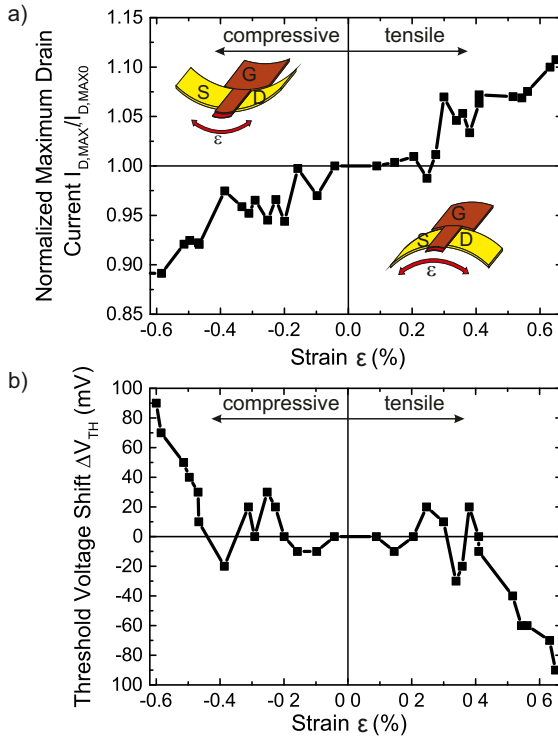 a)
Normalized Maximum Drain
Current I_D,MAX/I_D,MAX0
1.10
1.05
1.00
0.95
0.90
0.85
compressive
tensile
G
S
D
ε
G
S
D
ε
-0.6
-0.4
-0.2
0.0
0.2
0.4
0.6
Strain ε (%)
b)
Threshold Voltage Shift ΔV_TH (mV)
100
80
60
40
20
0
-20
-40
-60
-80
100
compressive
tensile
-0.6
-0.4
-0.2
0 0
0.2
0 4
0.6
Strain ε (%)